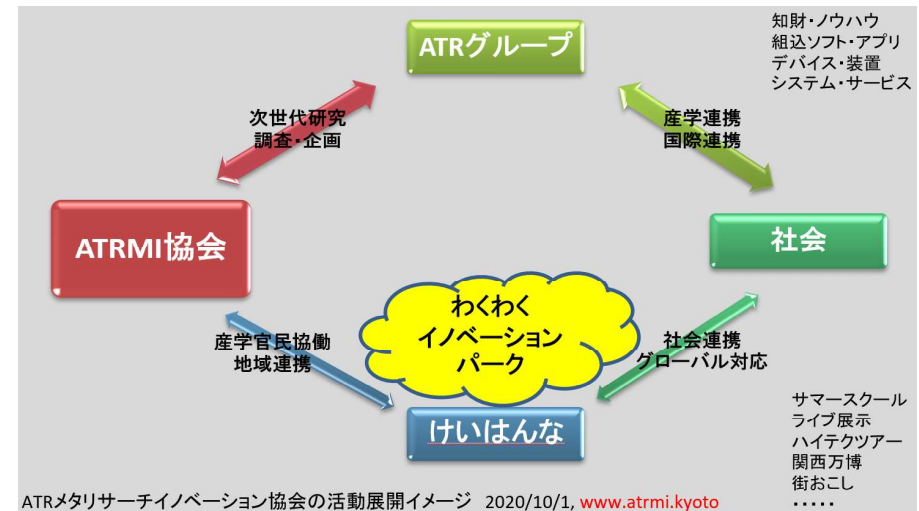 ATRグループ
知財・ノウハウ
組込ソフト・アプリ
デバイス・装置
システム・サービス
次世代研究
調査・企画
産学連携
国際連携
ATRMI協会
社会
わくわく
イノベーション
パーク
産学官民協働
地域連携
社会連携
グローバル対応
けいはんな
サマースクール
ライブ展示
ハイテクツアー
関西万博
街おこし
・・・・・
ATRメタリサーチイノベーション協会の活動展開イメージ 2020/10/1, www.atrmi.kyoto